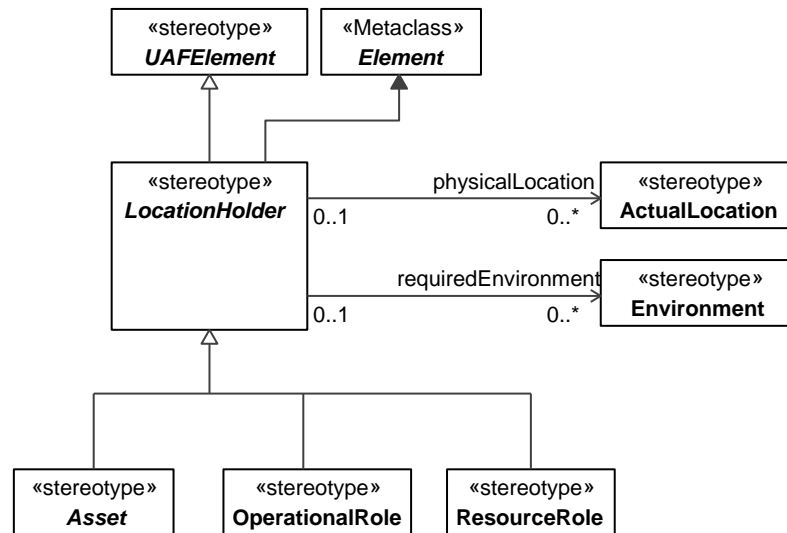 «stereotype»
UAFElement
«Metaclass»
Element
«stereotype»
LocationHolder
physicalLocation
0..1
0..*
«stereotype»
ActualLocation
requiredEnvironment
0..1
0..*
«stereotype»
Environment
«stereotype»
Asset
«stereotype»
OperationalRole
«stereotype»
ResourceRole